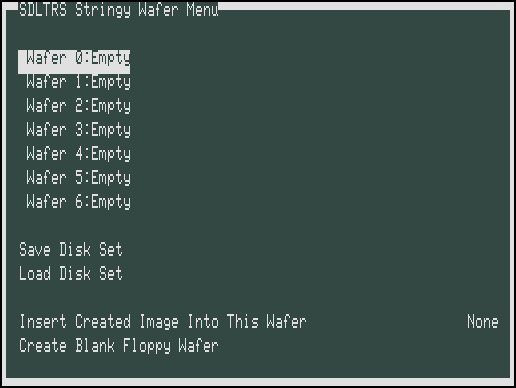 SDLTRS Stringy Wafer Menu
Wafer 0:Empty
Wafer 1:Empty
Wafer 2:Empty
Wafer 3:Empty
Wafer 4:Empty
Wafer 5:Empty
Wafer 6:Empty
Save Disk Set
Load Disk Set
Insert Created Image Into This Wafer None
Create Blank Floppy Wafer